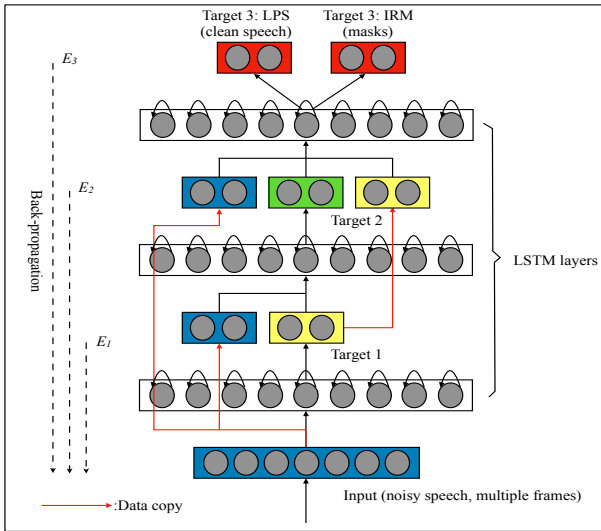 Target 3: LPS
(clean speech)
Target 3: IRM
(masks)
E3
E2
Back-propagation
Target 2
LSTM layers
E1
Target 1
Input (noisy speech, multiple frames)
:Data copy